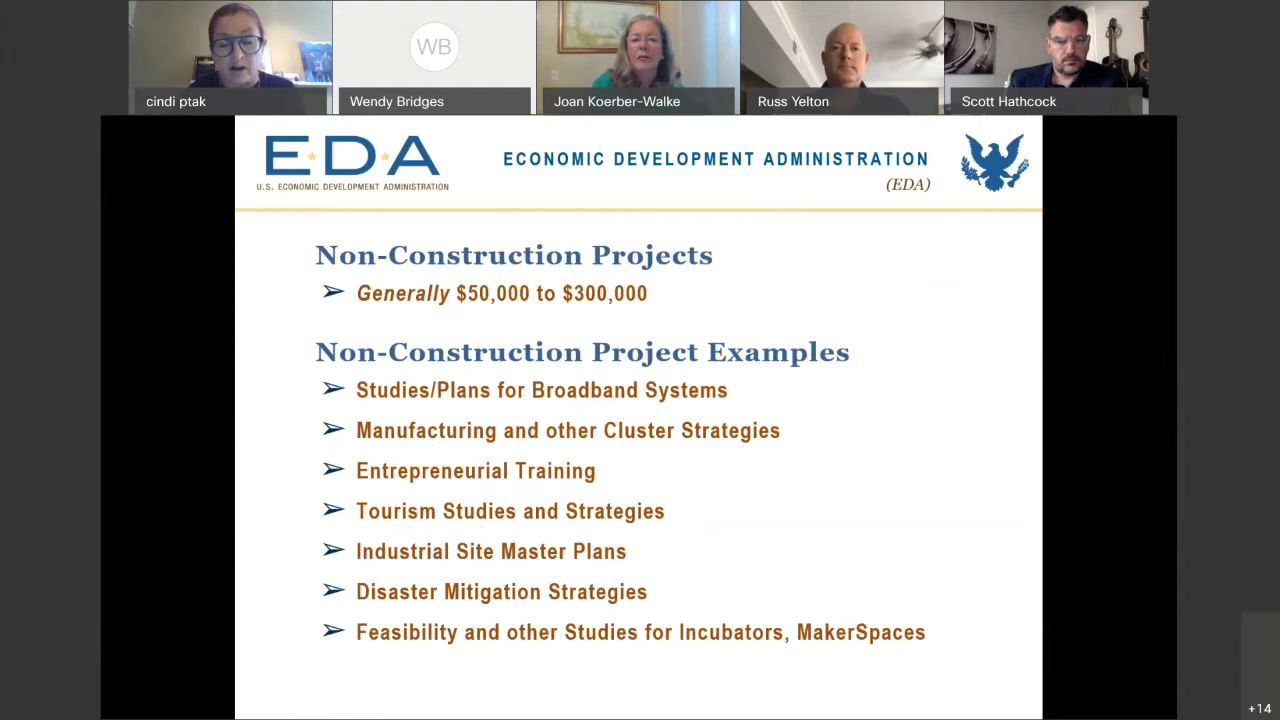 WB
cindi ptak
Wendy Bridges
Joan Koerber-Walke
Russ Yelton
Scott Hathcock
EDA
U.S. ECONOMIC DEVELOPMENT ADMINISTRATION
ECONOMIC DEVELOPMENT ADMINISTRATION
(EDA)
Non-Construction Projects
➢ Generally $50,000 to $300,000
Non-Construction Project Examples
➢ Studies/Plans for Broadband Systems
➢ Manufacturing and other Cluster Strategies
➢ Entrepreneurial Training
➢ Tourism Studies and Strategies
➢ Industrial Site Master Plans
➢ Disaster Mitigation Strategies
➢ Feasibility and other Studies for Incubators, MakerSpaces
+14